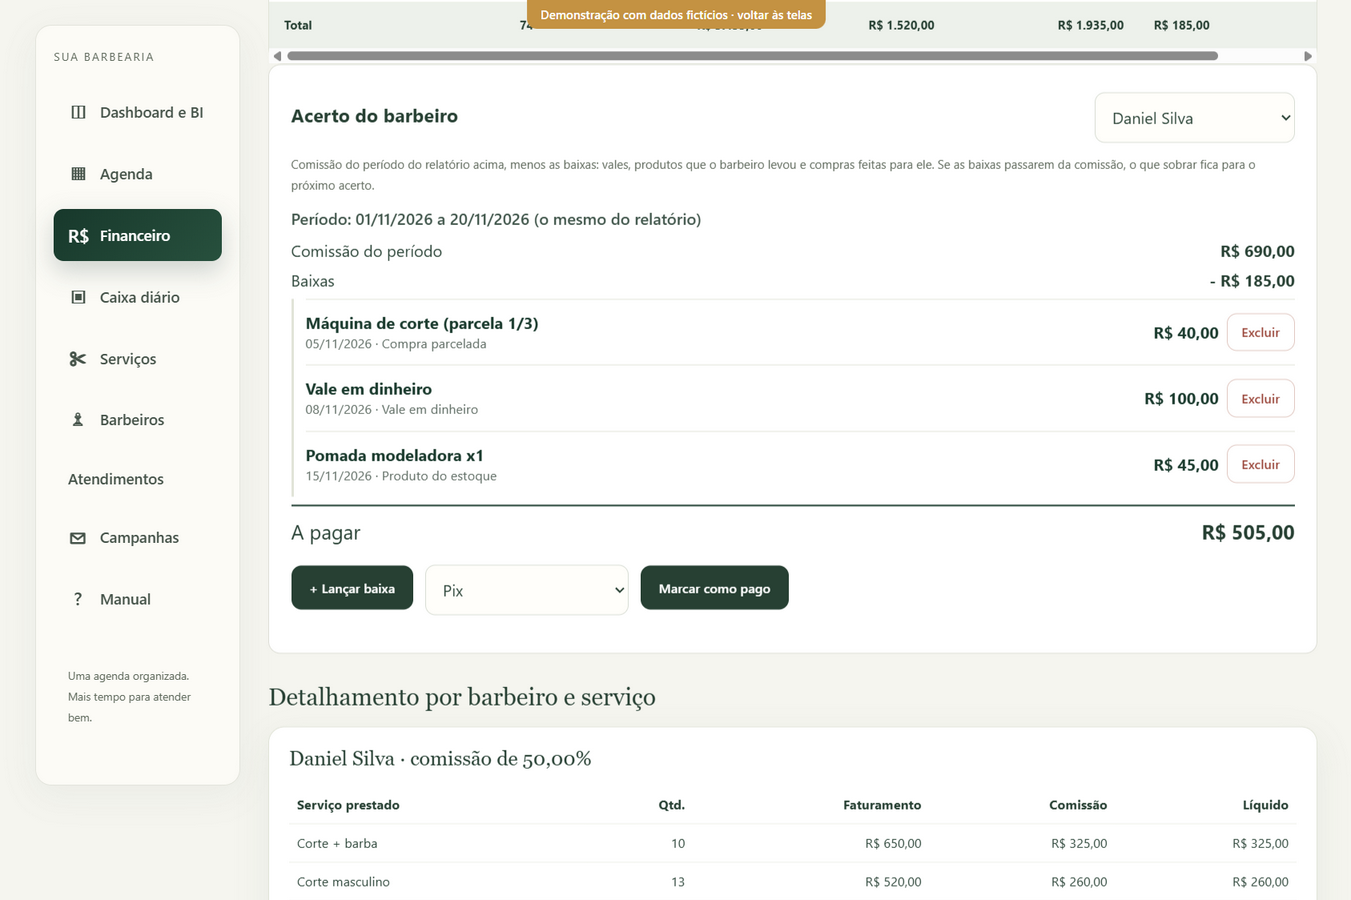 Demonstração com dados fictícios · voltar às telas
Total
R$ 1.520,00
R$ 1.935,00
R$ 185,00
SUA BARBEARIA
Dashboard e BI
Agenda
R$ Financeiro
Caixa diário
Serviços
Barbeiros
Atendimentos
Campanhas
? Manual
Uma agenda organizada.
Mais tempo para atender
bem.
Acerto do barbeiro
Daniel Silva
Comissão do período do relatório acima, menos as baixas: vales, produtos que o barbeiro levou e compras feitas para ele. Se as baixas passarem da comissão, o que sobrar fica para o
próximo acerto.
Período: 01/11/2026 a 20/11/2026 (o mesmo do relatório)
Comissão do período
R$ 690,00
Baixas
- R$ 185,00
Máquina de corte (parcela 1/3)
05/11/2026 · Compra parcelada
R$ 40,00
Excluir
Vale em dinheiro
08/11/2026 · Vale em dinheiro
R$ 100,00
Excluir
Pomada modeladora x1
15/11/2026 · Produto do estoque
R$ 45,00
Excluir
A pagar
R$ 505,00
+ Lançar baixa
Pix
Marcar como pago
Detalhamento por barbeiro e serviço
Daniel Silva · comissão de 50,00%
Serviço prestado Qtd. Faturamento Comissão Líquido
Corte + barba 10 R$ 650,00 R$ 325,00 R$ 325,00
Corte masculino 13 R$ 520,00 R$ 260,00 R$ 260,00